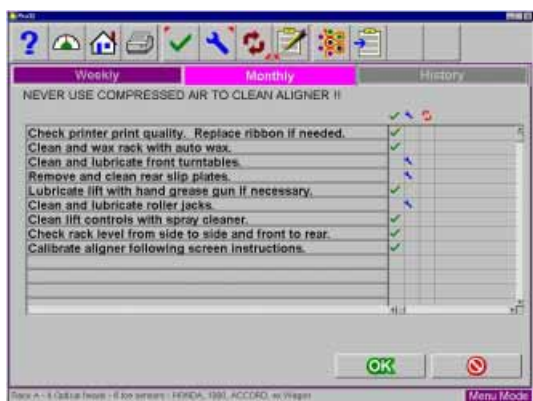 Pro32
Weekly Monthly History
NEVER USE COMPRESSED AIR TO CLEAN ALIGNER !!
Check printer print quality. Replace ribbon if needed.
Clean and wax rack with auto wax.
Clean and lubricate front turntables.
Remove and clean rear slip plates.
Lubricate lift with hand grease gun if necessary.
Clean and lubricate roller jacks.
Clean lift controls with spray cleaner.
Check rack level from side to side and front to rear.
Calibrate aligner following screen instructions.
OK
HONDA, 1990, ACCORD, ex Wagon
Menu Mode